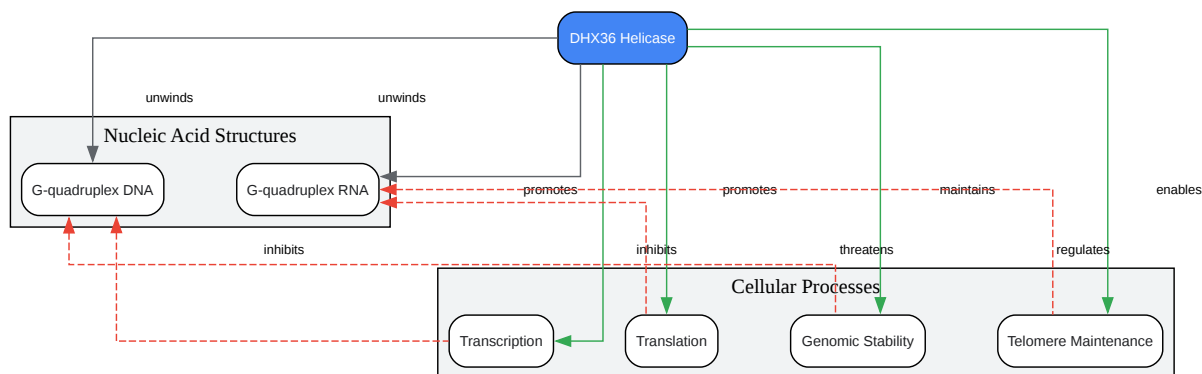 DHX36 Helicase
unwinds
unwinds
Nucleic Acid Structures
G-quadruplex DNA
G-quadruplex RNA
promotes
promotes
maintains
enables
inhibits
inhibits
threatens
regulates
Cellular Processes
Transcription
Translation
Genomic Stability
Telomere Maintenance